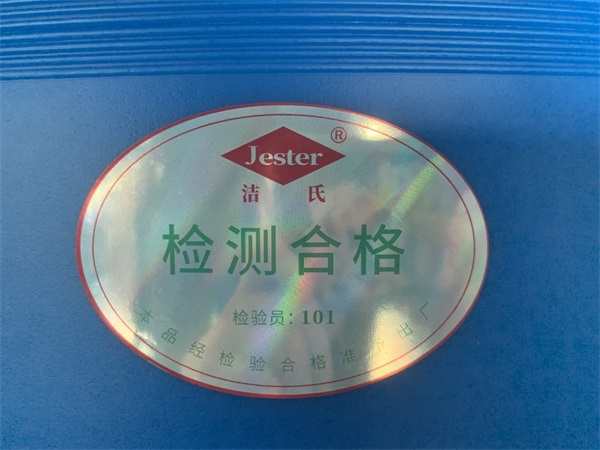 Jester®
洁氏
检测合格
检验员：101
本品经检验合格准予出厂